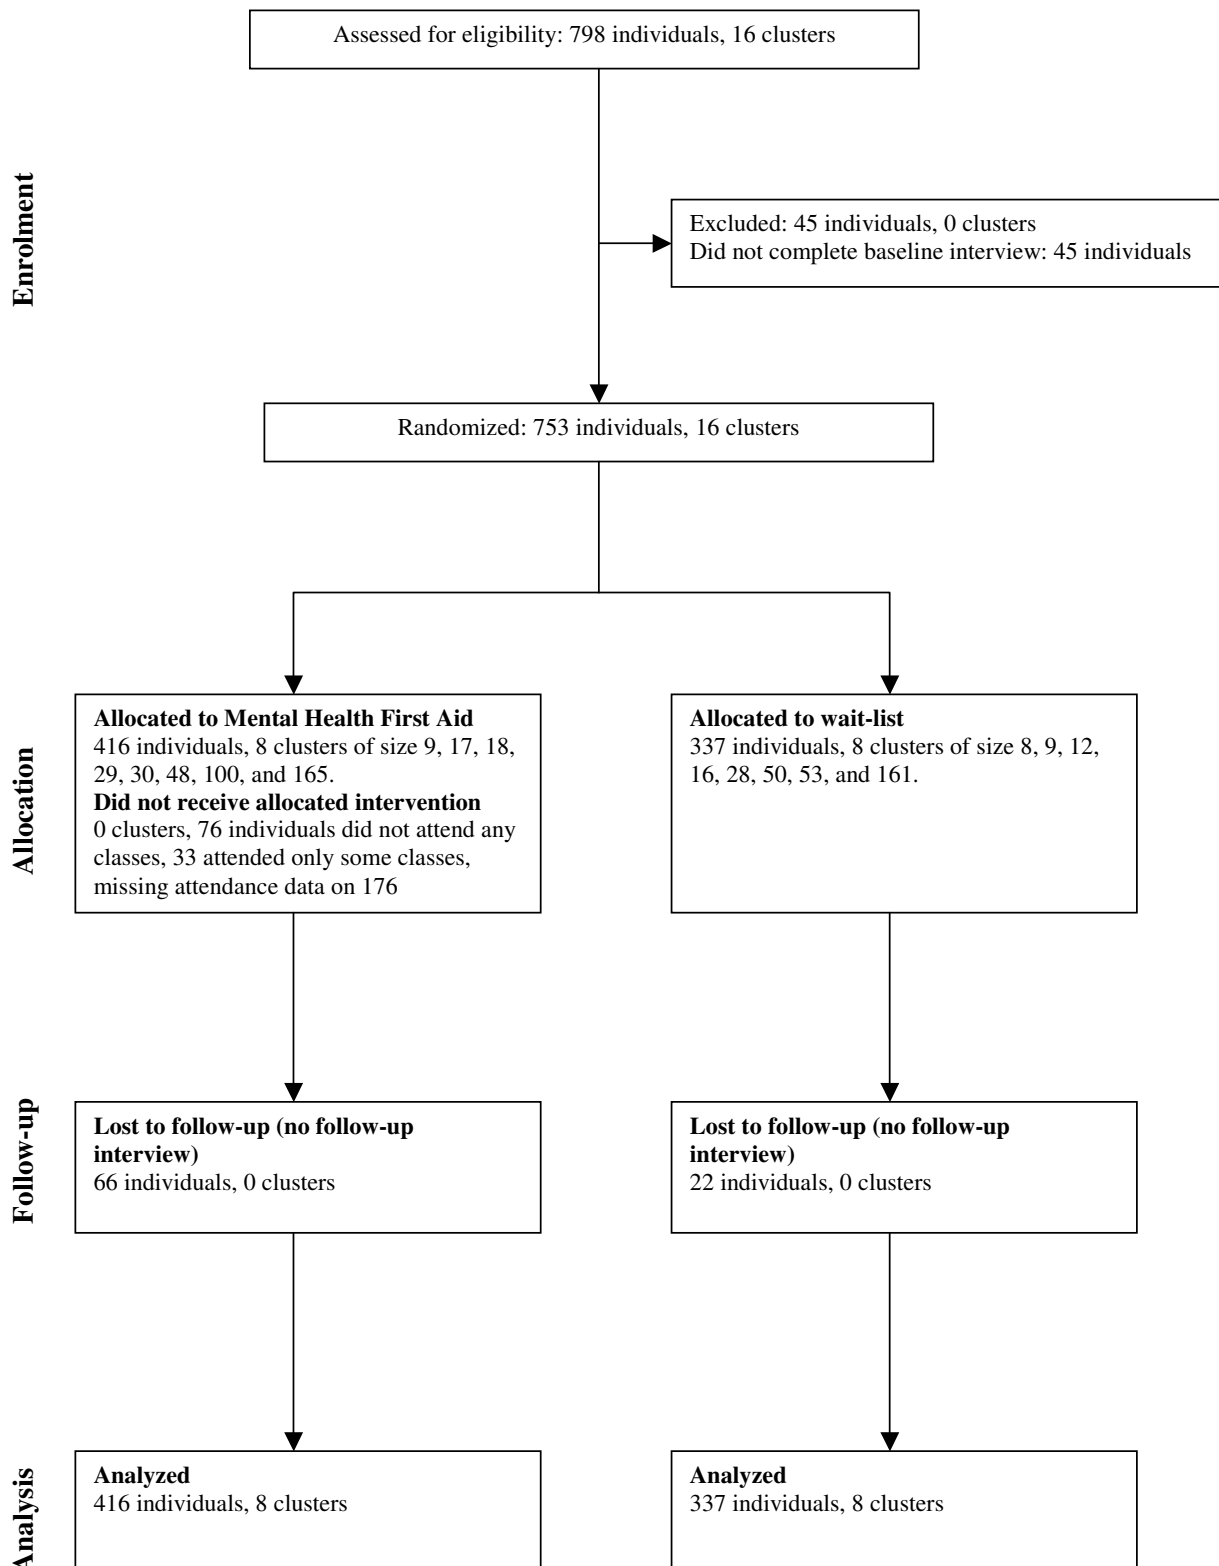 Assessed for eligibility: 798 individuals, 16 clusters
Enrolment
Excluded: 45 individuals, 0 clusters
Did not complete baseline interview: 45 individuals
Randomized: 753 individuals, 16 clusters
Allocation
Allocated to Mental Health First Aid
416 individuals, 8 clusters of size 9, 17, 18,
29, 30, 48, 100, and 165.
Did not receive allocated intervention
0 clusters, 76 individuals did not attend any
classes, 33 attended only some classes,
missing attendance data on 176
Allocated to wait-list
337 individuals, 8 clusters of size 8, 9, 12,
16, 28, 50, 53, and 161.
Follow-up
Lost to follow-up (no follow-up
interview)
66 individuals, 0 clusters
Lost to follow-up (no follow-up
interview)
22 individuals, 0 clusters
Analysis
Analyzed
416 individuals, 8 clusters
Analyzed
337 individuals, 8 clusters